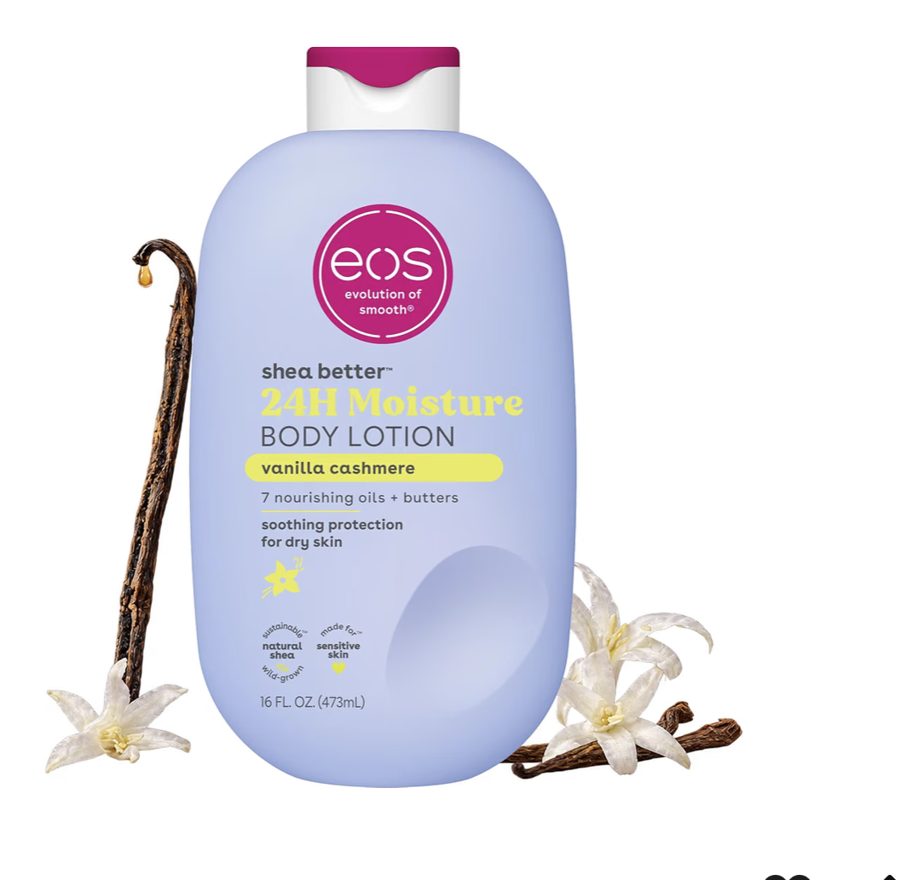 eos
evolution of
smooth®
shea better™
24H Moisture
BODY LOTION
vanilla cashmere
7 nourishing oils + butters
soothing protection
for dry skin
sustainable
natural
shea
wild-grown
made for
sensitive
skin
16 FL. OZ. (473mL)